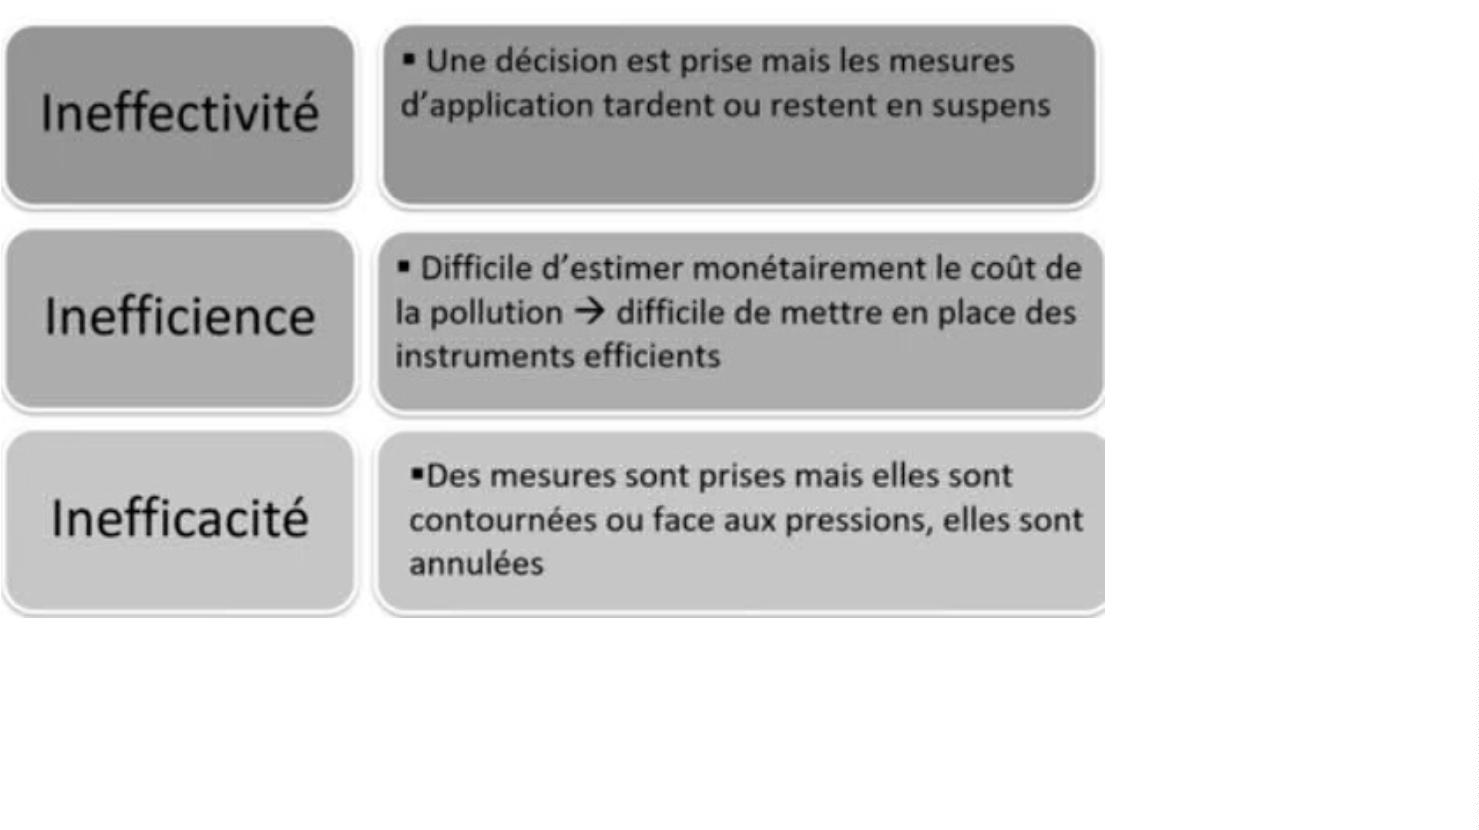 Ineffectivité
▪ Une décision est prise mais les mesures
d’application tardent ou restent en suspens
Inefficience
▪ Difficile d’estimer monétairement le coût de
la pollution → difficile de mettre en place des
instruments efficients
Inefficacité
▪Des mesures sont prises mais elles sont
contournées ou face aux pressions, elles sont
annulées